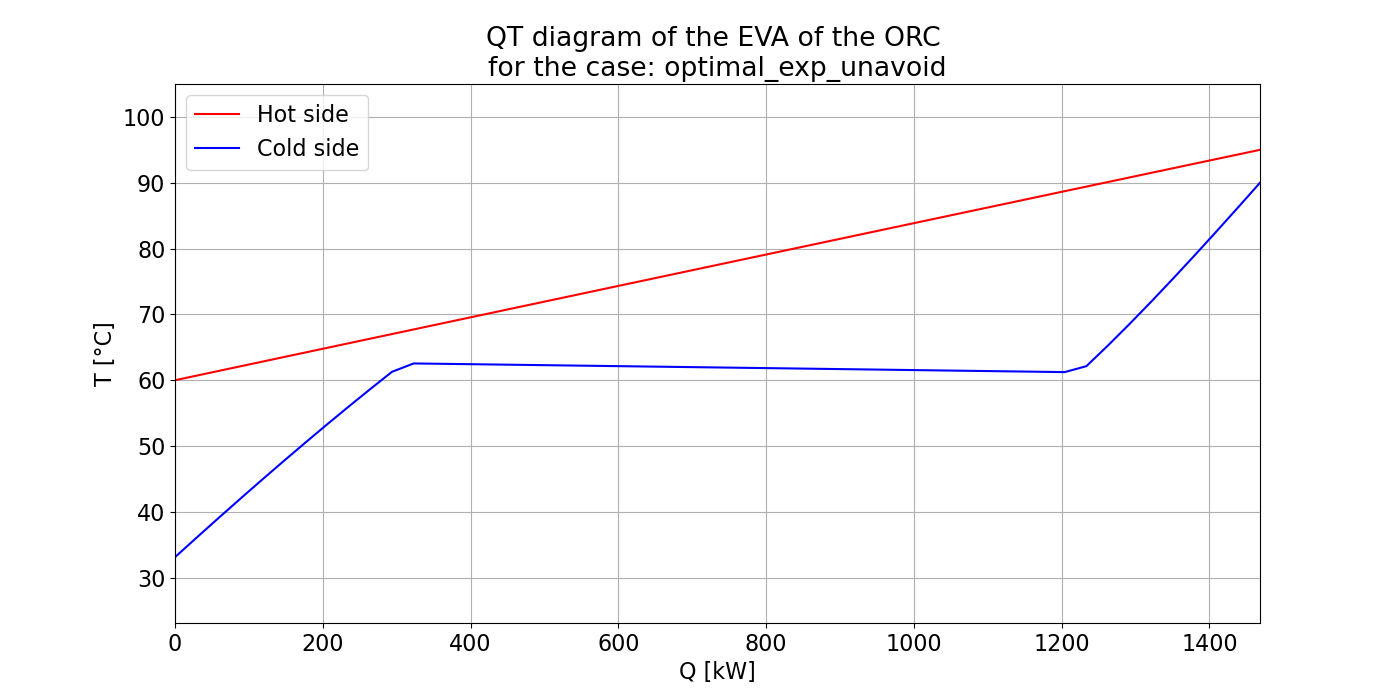 QT diagram of the EVA of the ORC
for the case: optimal_exp_unavoid
Hot side
Cold side
T [°C]
100
90
80
70
60
50
40
30
0 200 400 600 800 1000 1200 1400
Q [kW]